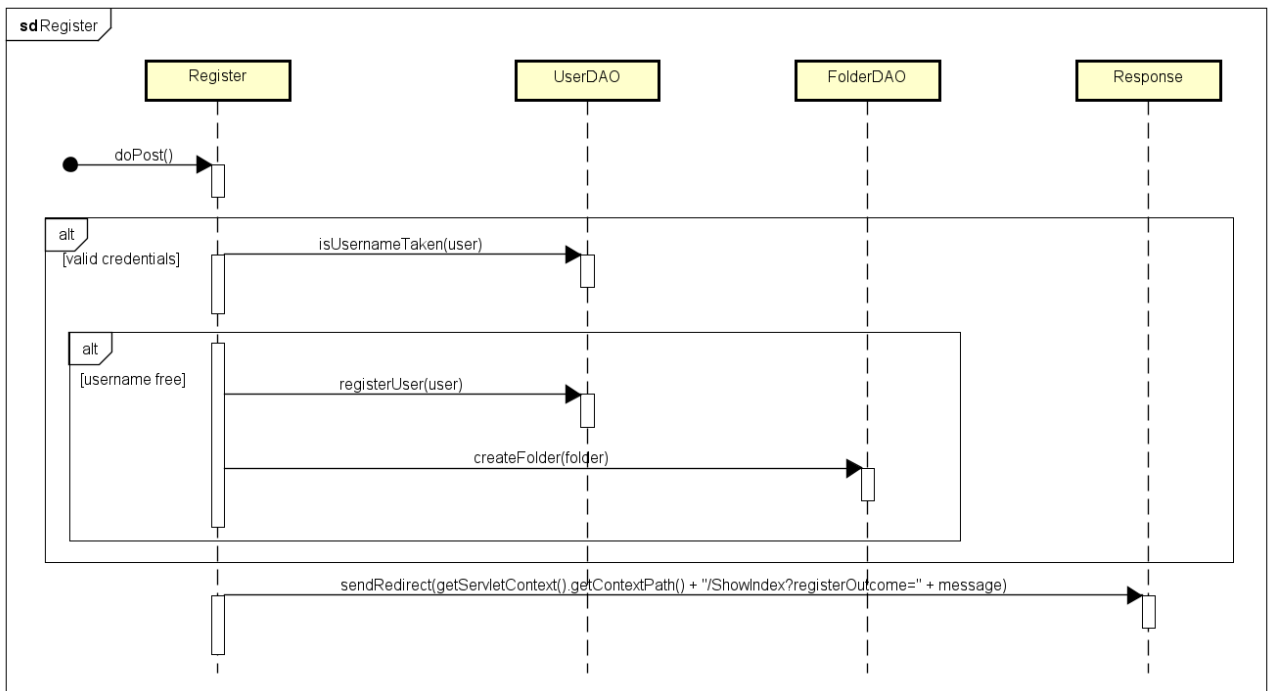 sd Register
Register
UserDAO
FolderDAO
Response
doPost()
alt
[valid credentials]
isUsernameTaken(user)
alt
[username free]
registerUser(user)
createFolder(folder)
sendRedirect(getServletContext().getContextPath() + "/ShowIndex?registerOutcome=" + message)